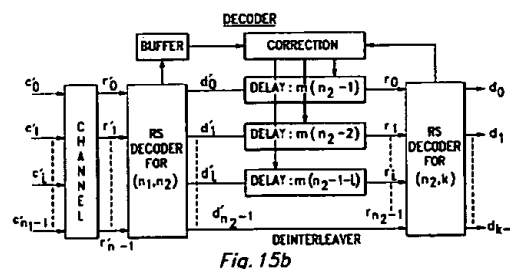 DECODER
BUFFER
CORRECTION
c'0
r'0
d'0
DELAY: m(n2-1)
r0
d0
c'1
r'1
d'1
DELAY: m(n2-2)
r1
d1
CHANNEL
RS DECODER FOR (n1,n2)
RS DECODER FOR (n2,k)
c'i
r'i
d'i
DELAY: m(n2-1-i)
ri
c'n1-1
r'n-1
d'n2-1
rn2-1
dk-
DEINTERLEAVER
Fig. 15b